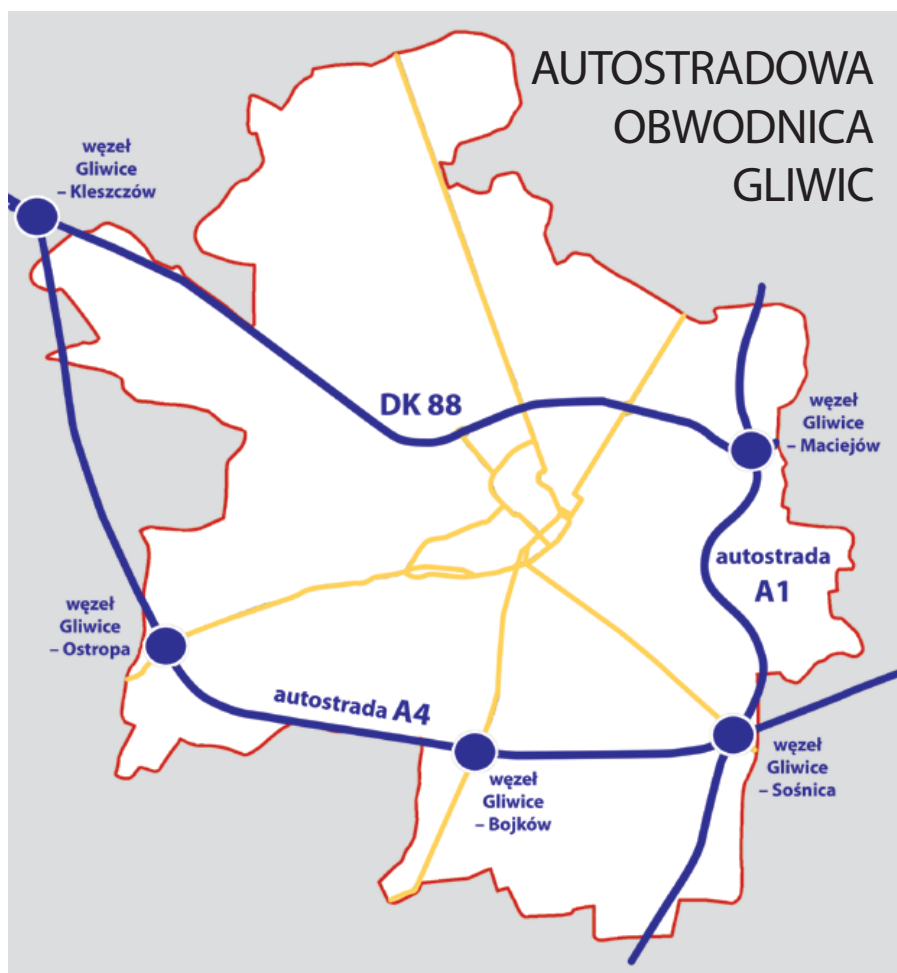 AUTOSTRADOWA
OBWODNICA
GLIWIC
węzeł
Gliwice
– Kleszczów
DK 88
węzeł
Gliwice
– Maciejów
autostrada
A1
węzeł
Gliwice
– Ostropa
autostrada A4
węzeł
Gliwice
– Bojków
węzeł
Gliwice
– Sośnica